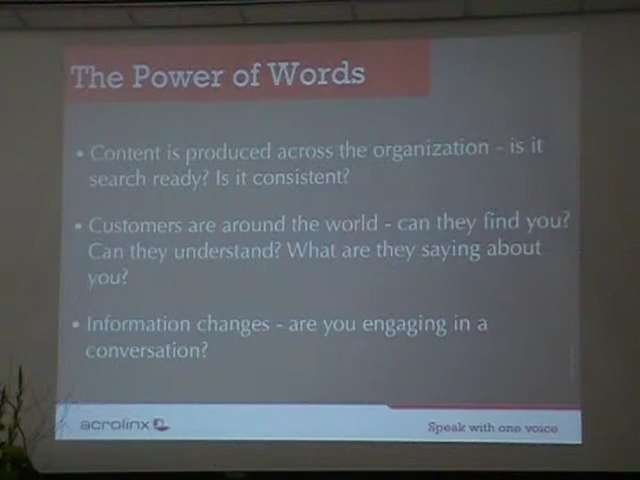 The Power of Words
• Content is produced across the organization - is it
search ready? Is it consistent?
• Customers are around the world - can they find you?
Can they understand? What are they saying about
you?
• Information changes - are you engaging in a
conversation?
acrolinx
Speak with one voice